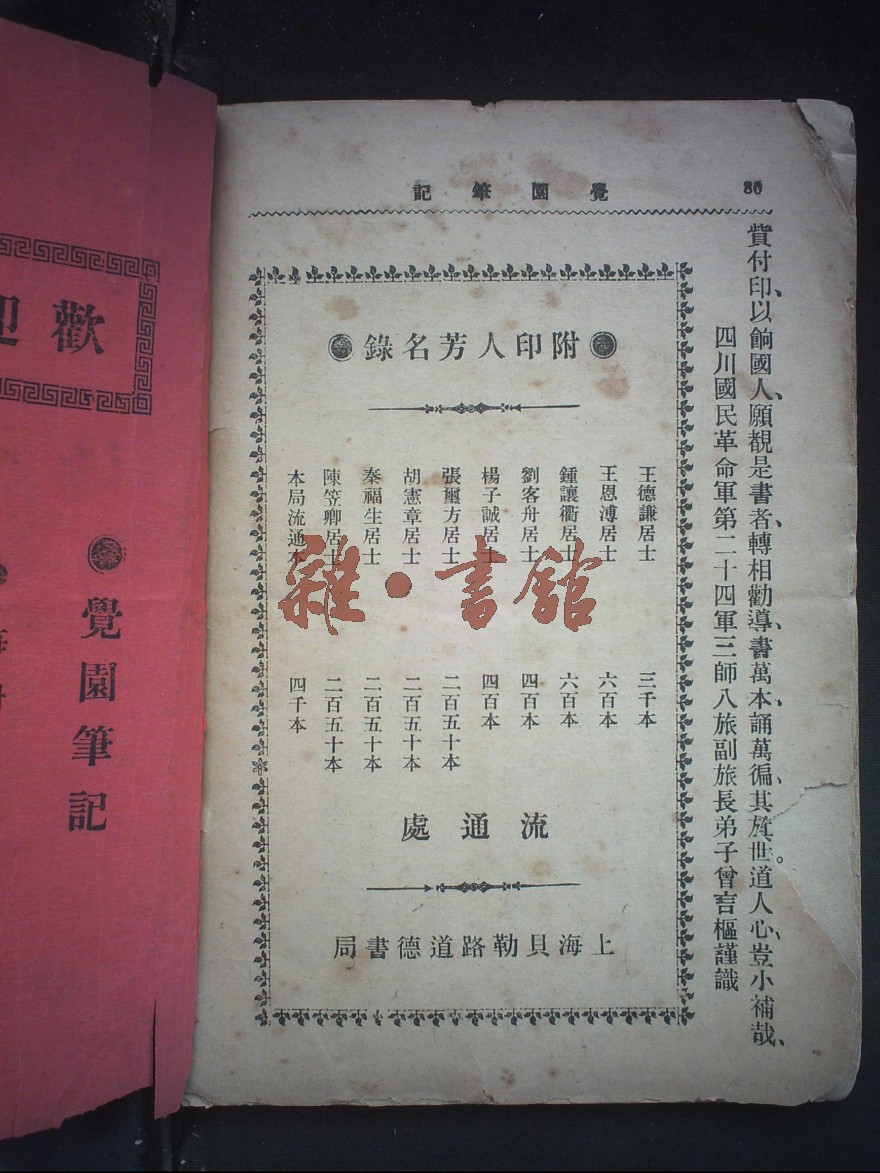 覺園筆記
80
貲付印、以餉國人、願覩是書者、轉相勸導、書萬本、誦萬徧、其於世道人心、豈小補哉、
四川國民革命軍第二十四軍三師八旅副旅長弟子曾言樞謹識
附印人芳名錄
王德謙居士 三千本
王恩溥居士 六百本
鍾讓衢居士 六百本
劉客舟居士 四百本
楊子誠居士 四百本
張璽方居士 二百五十本
胡憲章居士 二百五十本
秦福生居士 二百五十本
陳笠卿居士 二百五十本
本局流通本 四千本
流通處
上海貝勒路道德書局
雜·書館
歡迎
覺園筆記